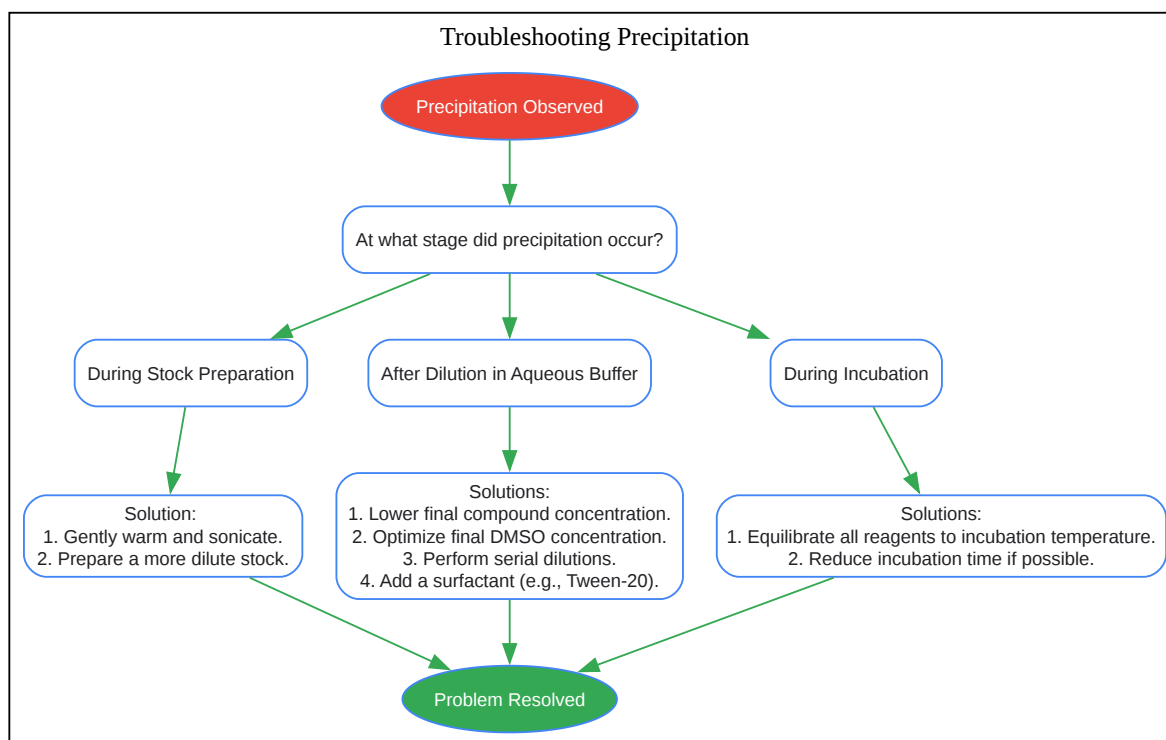 Troubleshooting Precipitation
Precipitation Observed
At what stage did precipitation occur?
During Stock Preparation
After Dilution in Aqueous Buffer
During Incubation
Solution:
1. Gently warm and sonicate.
2. Prepare a more dilute stock.
Solutions:
1. Lower final compound concentration.
2. Optimize final DMSO concentration.
3. Perform serial dilutions.
4. Add a surfactant (e.g., Tween-20).
Solutions:
1. Equilibrate all reagents to incubation temperature.
2. Reduce incubation time if possible.
Problem Resolved